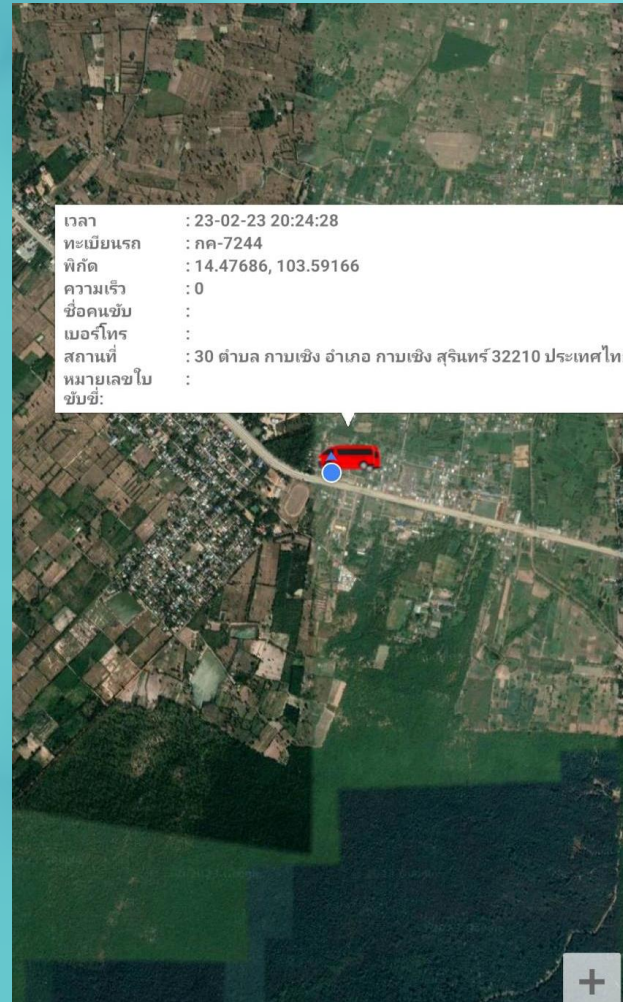 เวลา : 23-02-23 20:24:28
ทะเบียนรถ : กค-7244
พิกัด : 14.47686, 103.59166
ความเร็ว : 0
ชื่อคนขับ :
เบอร์โทร :
สถานที่ : 30 ตำบล กาบเชิง อำเภอ กาบเชิง สุรินทร์ 32210 ประเทศไท
หมายเลขใบ :
ขับขี่:
+